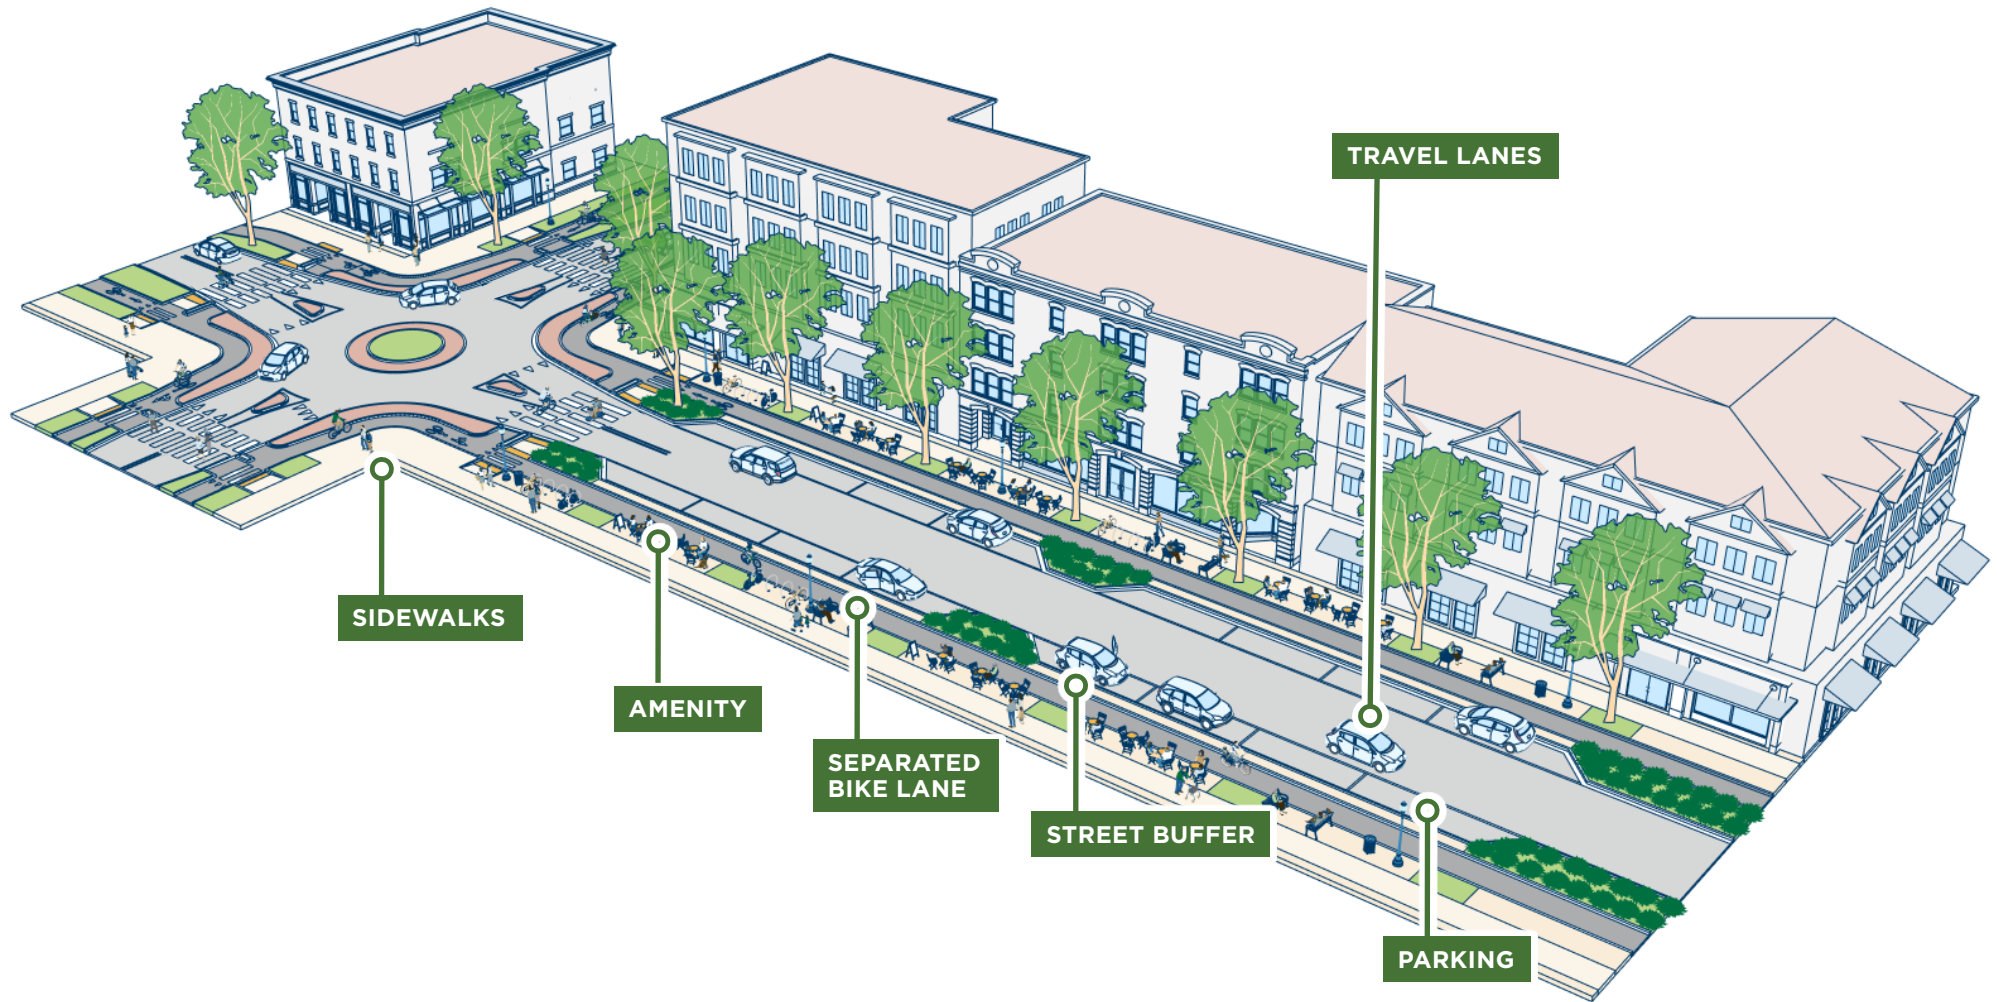 TRAVEL LANES
SIDEWALKS
AMENITY
SEPARATED
BIKE LANE
STREET BUFFER
PARKING